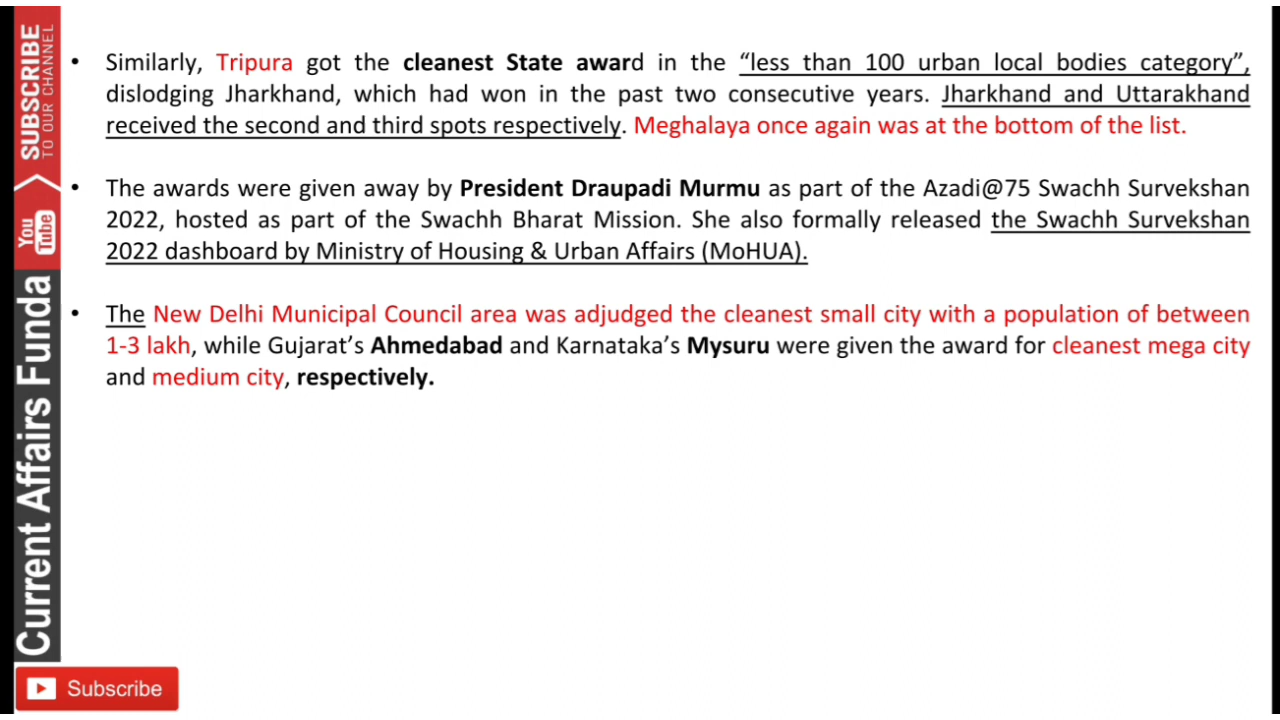 SUBSCRIBE
TO OUR CHANNEL
You
Tube
Current Affairs Funda
• Similarly, Tripura got the cleanest State award in the “less than 100 urban local bodies category”,
dislodging Jharkhand, which had won in the past two consecutive years. Jharkhand and Uttarakhand
received the second and third spots respectively. Meghalaya once again was at the bottom of the list.
• The awards were given away by President Draupadi Murmu as part of the Azadi@75 Swachh Survekshan
2022, hosted as part of the Swachh Bharat Mission. She also formally released the Swachh Survekshan
2022 dashboard by Ministry of Housing & Urban Affairs (MoHUA).
• The New Delhi Municipal Council area was adjudged the cleanest small city with a population of between
1-3 lakh, while Gujarat’s Ahmedabad and Karnataka’s Mysuru were given the award for cleanest mega city
and medium city, respectively.
Subscribe